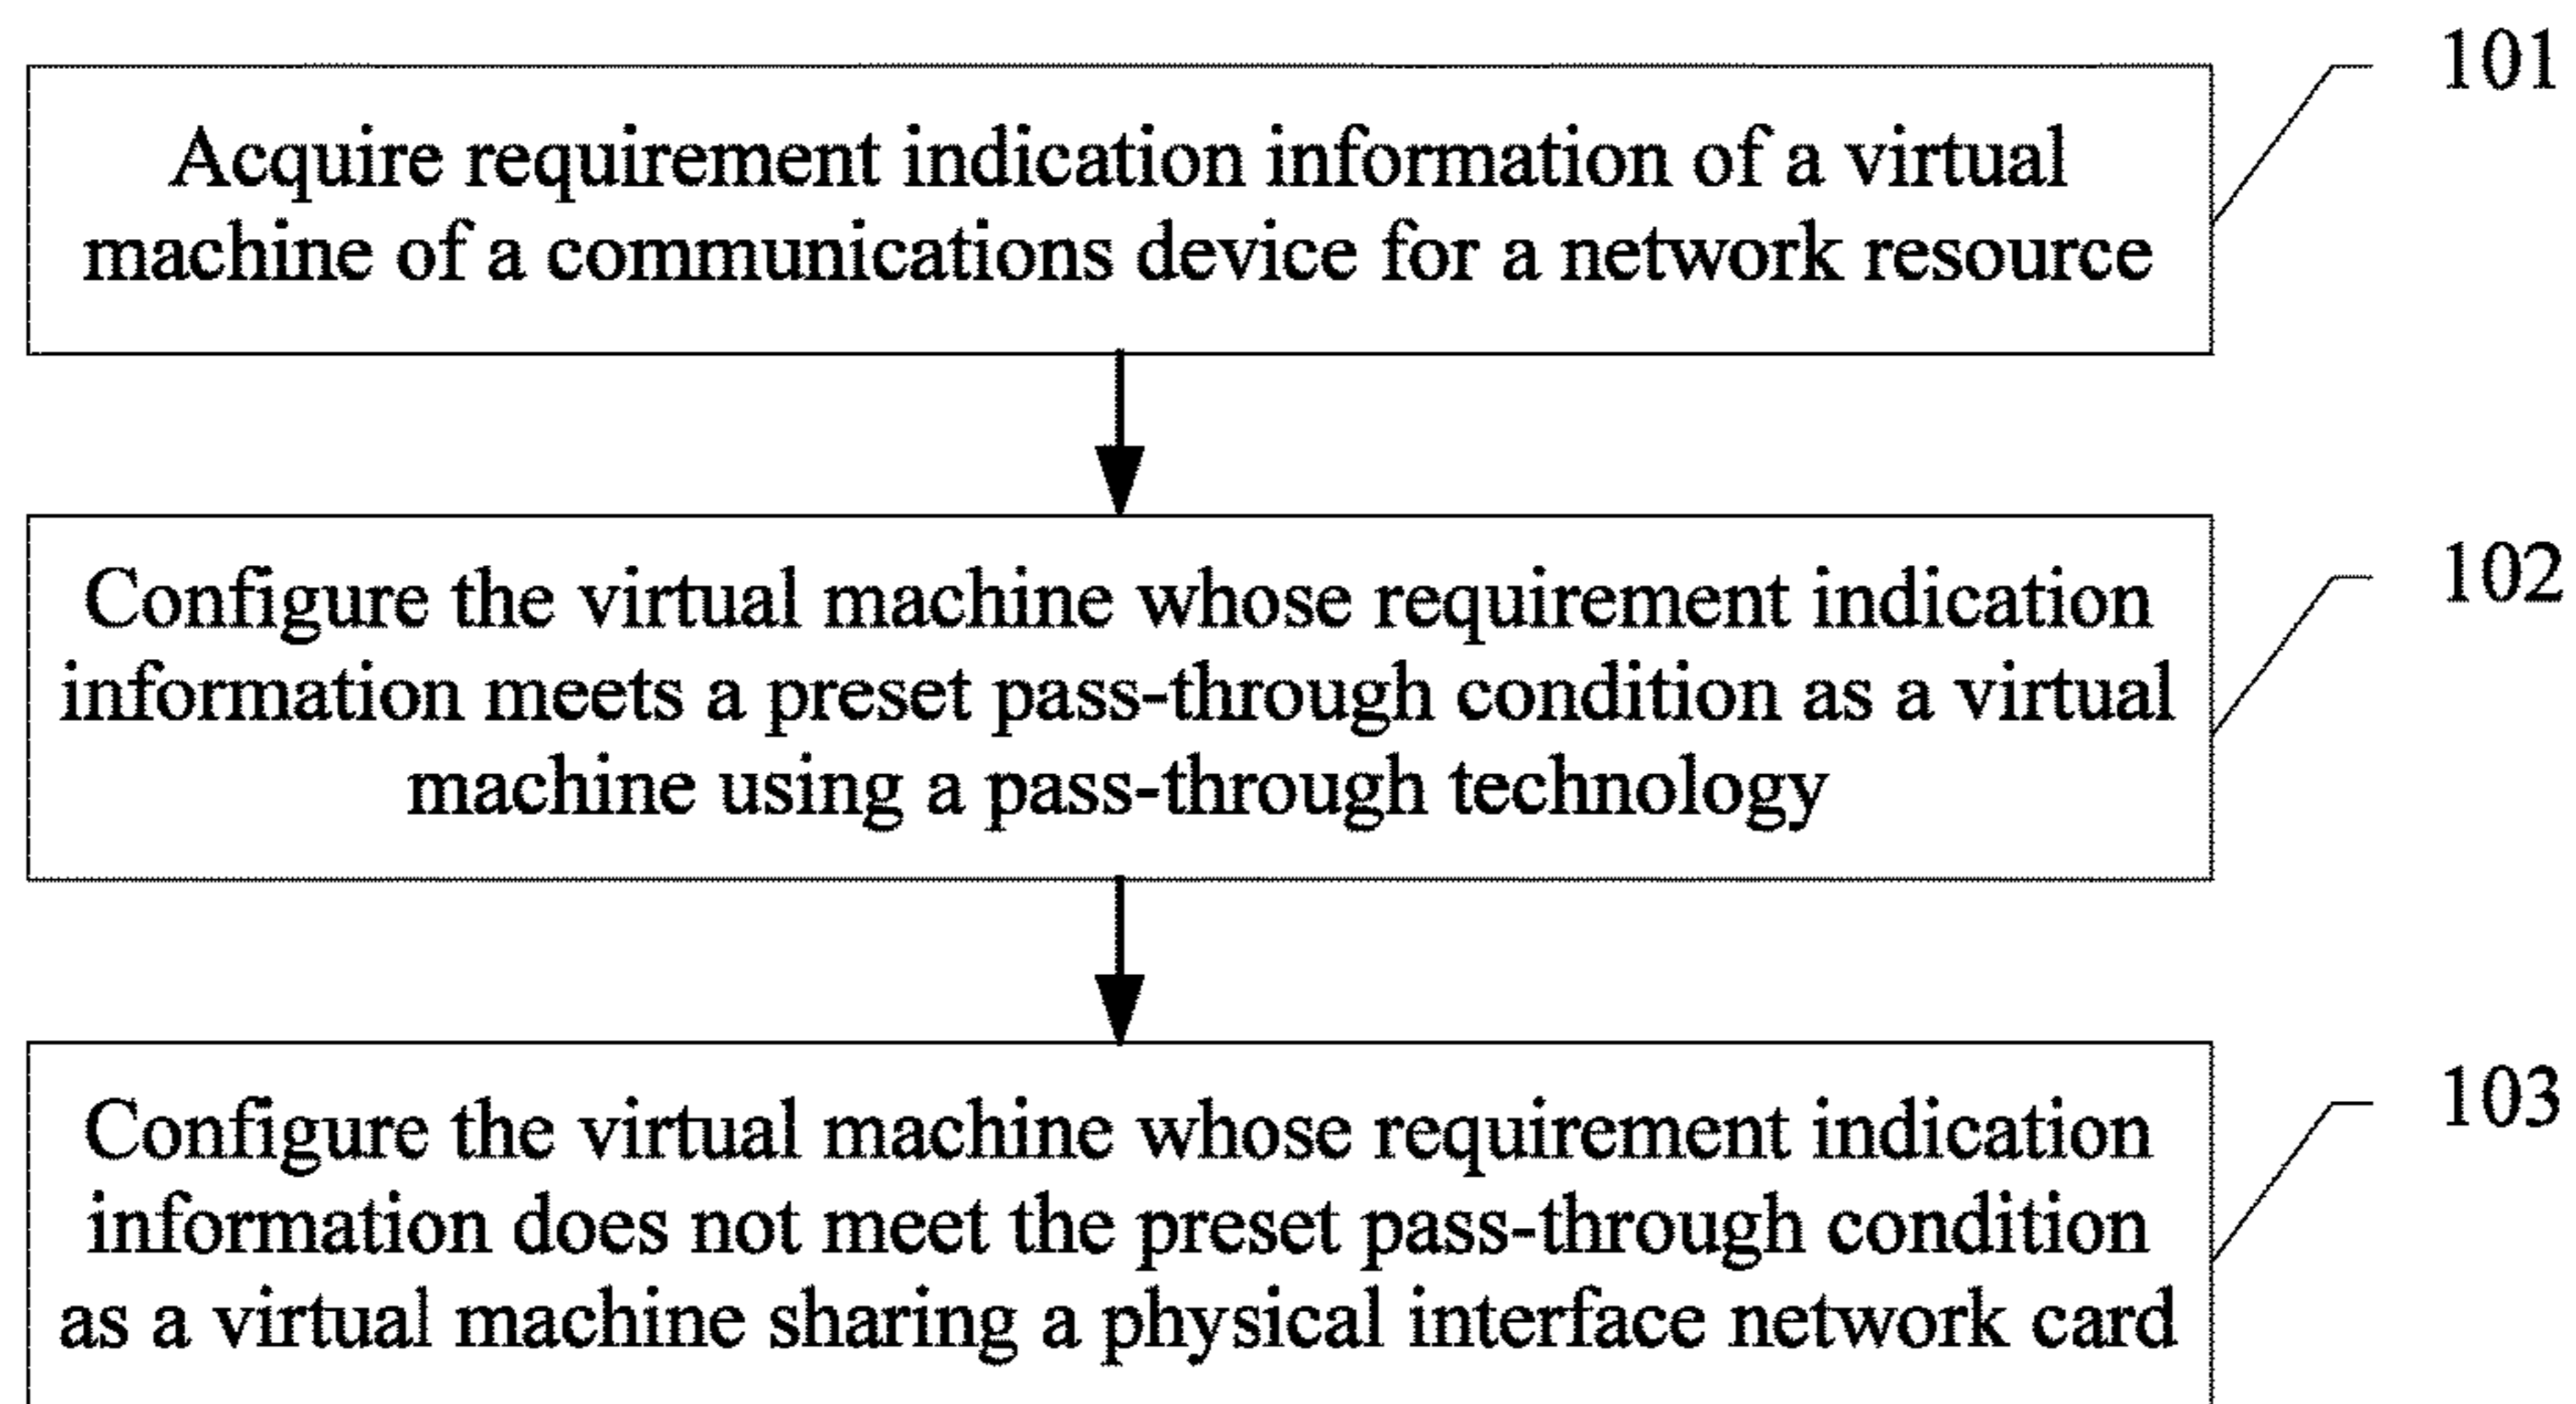 101
Acquire requirement indication information of a virtual
machine of a communications device for a network resource
102
Configure the virtual machine whose requirement indication
information meets a preset pass-through condition as a virtual
machine using a pass-through technology
103
Configure the virtual machine whose requirement indication
information does not meet the preset pass-through condition
as a virtual machine sharing a physical interface network card